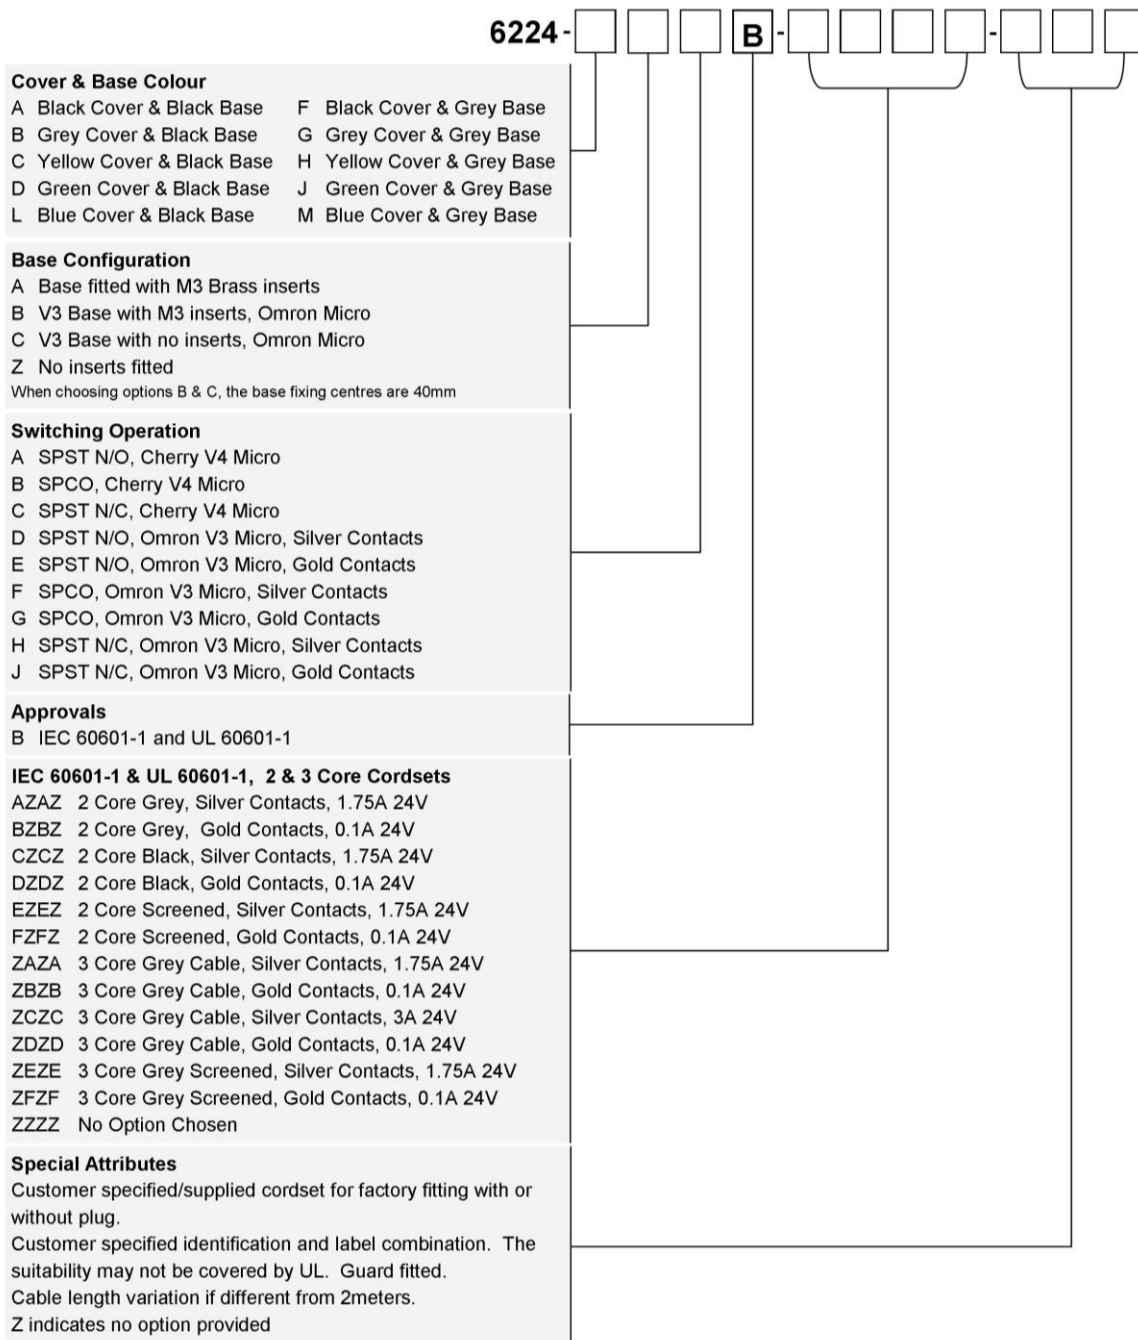 6224- B - -
Cover & Base Colour
A Black Cover & Black Base F Black Cover & Grey Base
B Grey Cover & Black Base G Grey Cover & Grey Base
C Yellow Cover & Black Base H Yellow Cover & Grey Base
D Green Cover & Black Base J Green Cover & Grey Base
L Blue Cover & Black Base M Blue Cover & Grey Base
Base Configuration
A Base fitted with M3 Brass inserts
B V3 Base with M3 inserts, Omron Micro
C V3 Base with no inserts, Omron Micro
Z No inserts fitted
When choosing options B & C, the base fixing centres are 40mm
Switching Operation
A SPST N/O, Cherry V4 Micro
B SPCO, Cherry V4 Micro
C SPST N/C, Cherry V4 Micro
D SPST N/O, Omron V3 Micro, Silver Contacts
E SPST N/O, Omron V3 Micro, Gold Contacts
F SPCO, Omron V3 Micro, Silver Contacts
G SPCO, Omron V3 Micro, Gold Contacts
H SPST N/C, Omron V3 Micro, Silver Contacts
J SPST N/C, Omron V3 Micro, Gold Contacts
Approvals
B IEC 60601-1 and UL 60601-1
IEC 60601-1 & UL 60601-1, 2 & 3 Core Cordsets
AZAZ 2 Core Grey, Silver Contacts, 1.75A 24V
BZBZ 2 Core Grey, Gold Contacts, 0.1A 24V
CZCZ 2 Core Black, Silver Contacts, 1.75A 24V
DZDZ 2 Core Black, Gold Contacts, 0.1A 24V
EZEZ 2 Core Screened, Silver Contacts, 1.75A 24V
FZFZ 2 Core Screened, Gold Contacts, 0.1A 24V
ZAZA 3 Core Grey Cable, Silver Contacts, 1.75A 24V
ZBZB 3 Core Grey Cable, Gold Contacts, 0.1A 24V
ZCZC 3 Core Grey Cable, Silver Contacts, 3A 24V
ZDZD 3 Core Grey Cable, Gold Contacts, 0.1A 24V
ZEZE 3 Core Grey Screened, Silver Contacts, 1.75A 24V
ZFZF 3 Core Grey Screened, Gold Contacts, 0.1A 24V
ZZZZ No Option Chosen
Special Attributes
Customer specified/supplied cordset for factory fitting with or
without plug.
Customer specified identification and label combination. The
suitability may not be covered by UL. Guard fitted.
Cable length variation if different from 2meters.
Z indicates no option provided